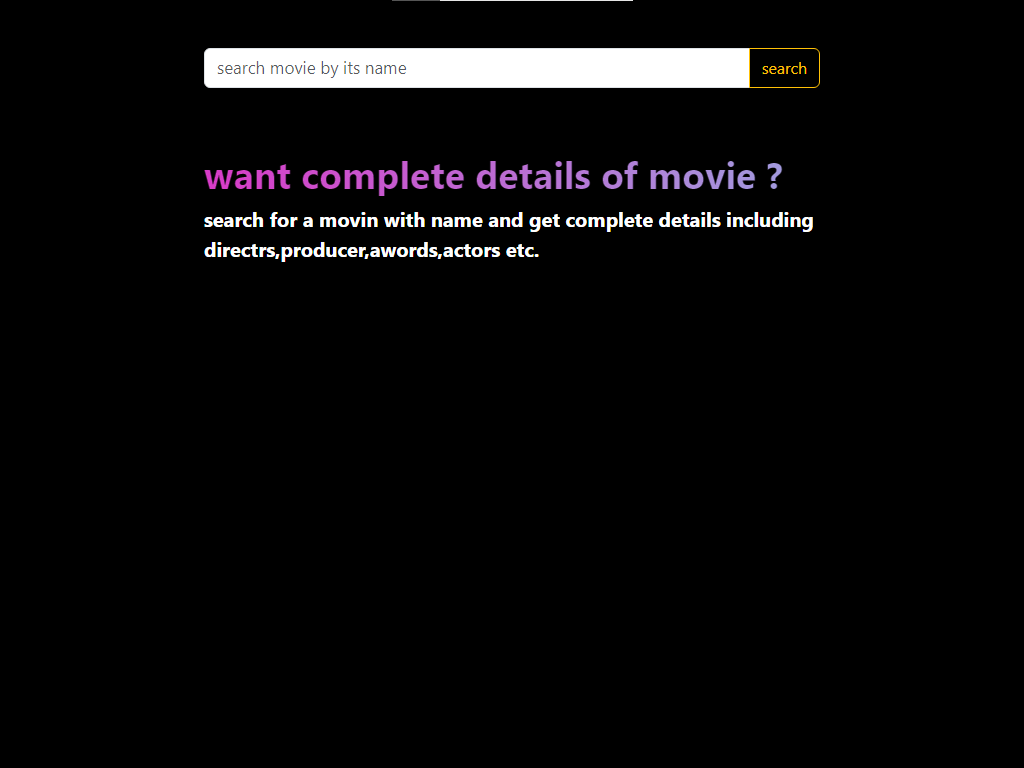 search movie by its name
search
want complete details of movie ?
search for a movin with name and get complete details including
directrs,producer,awords,actors etc.